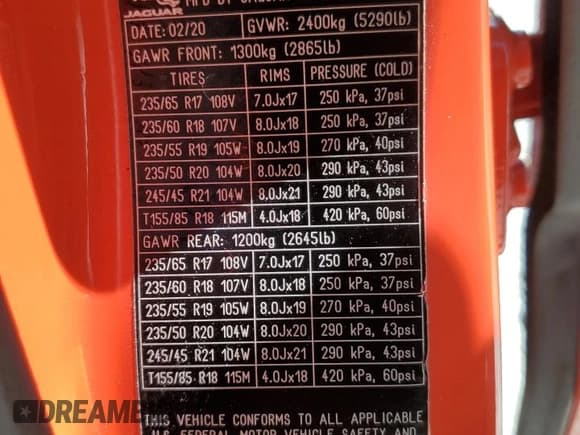 JAGUAR
DATE: 02/20 GVWR: 2400kg (5290lb)
GAWR FRONT: 1300kg (2865lb)
TIRES RIMS PRESSURE (COLD)
235/65 R17 108V 7.0Jx17 250 kPa, 37psi
235/60 R18 107V 8.0Jx18 250 kPa, 37psi
235/55 R19 105W 8.0Jx19 270 kPa, 40psi
235/50 R20 104W 8.0Jx20 290 kPa, 43psi
245/45 R21 104W 8.0Jx21 290 kPa, 43psi
T155/85 R18 115M 4.0Jx18 420 kPa, 60psi
GAWR REAR: 1200kg (2645lb)
235/65 R17 108V 7.0Jx17 250 kPa, 37psi
235/60 R18 107V 8.0Jx18 250 kPa, 37psi
235/55 R19 105W 8.0Jx19 270 kPa, 40psi
235/50 R20 104W 8.0Jx20 290 kPa, 43psi
245/45 R21 104W 8.0Jx21 290 kPa, 43psi
T155/85 R18 115M 4.0Jx18 420 kPa, 60psi
THIS VEHICLE CONFORMS TO ALL APPLICABLE
U.S. FEDERAL MOTOR VEHICLE SAFETY AND